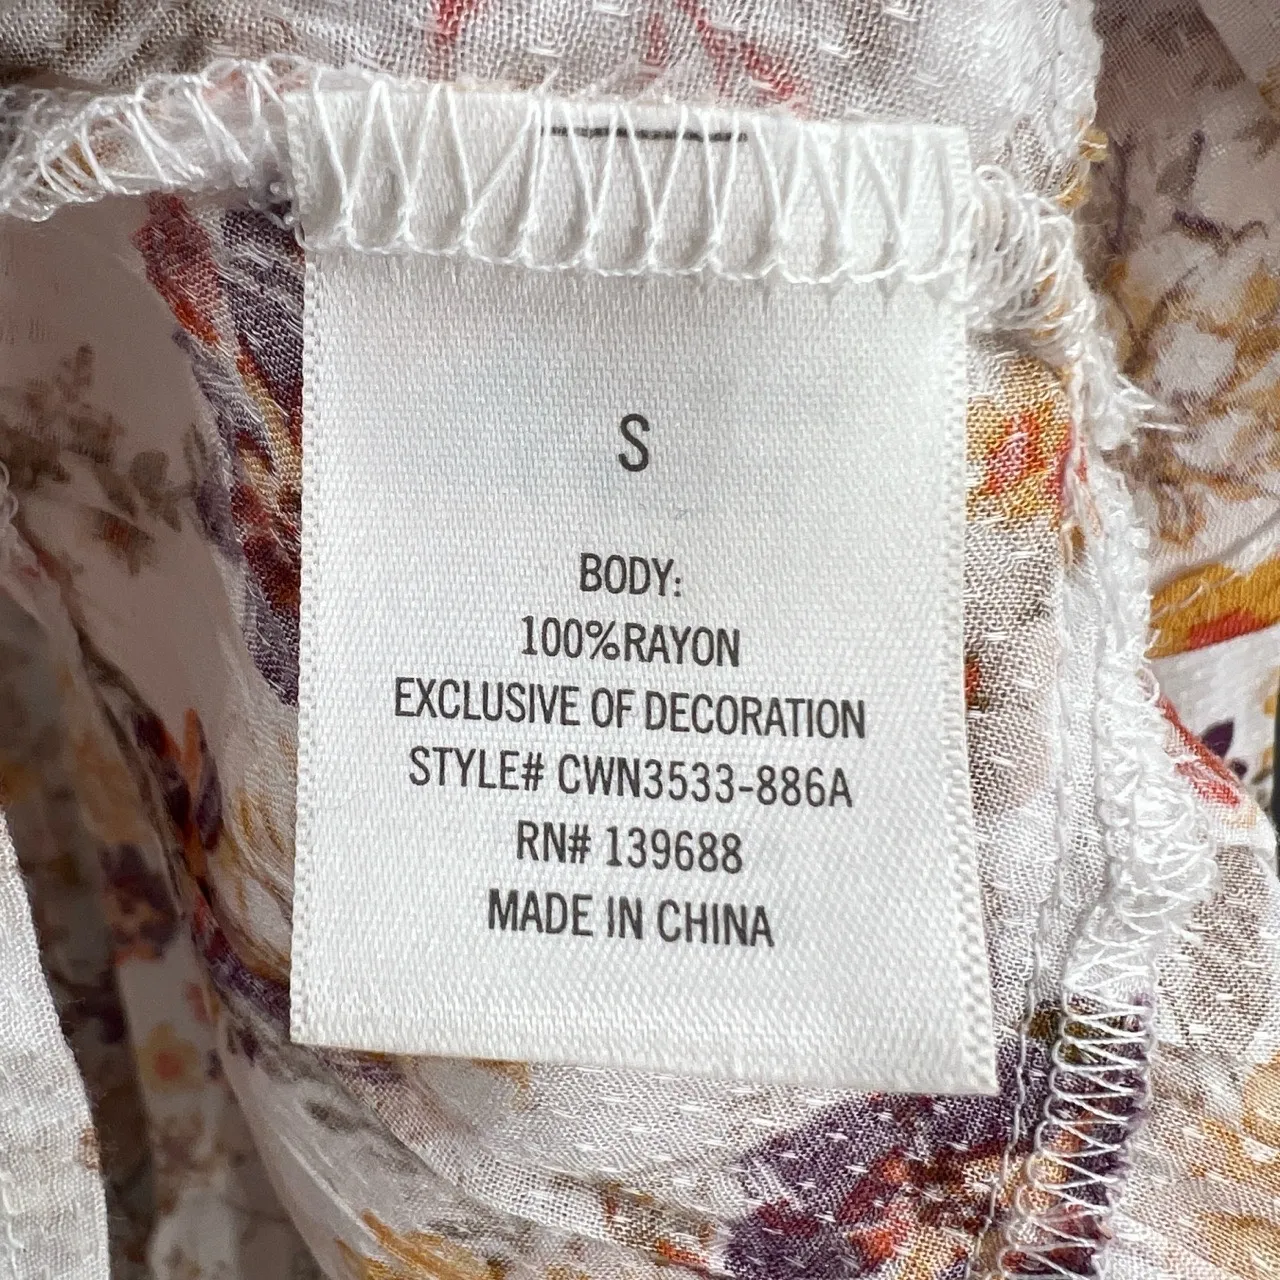 S
BODY:
100%RAYON
EXCLUSIVE OF DECORATION
STYLE# CWN3533-886A
RN# 139688
MADE IN CHINA